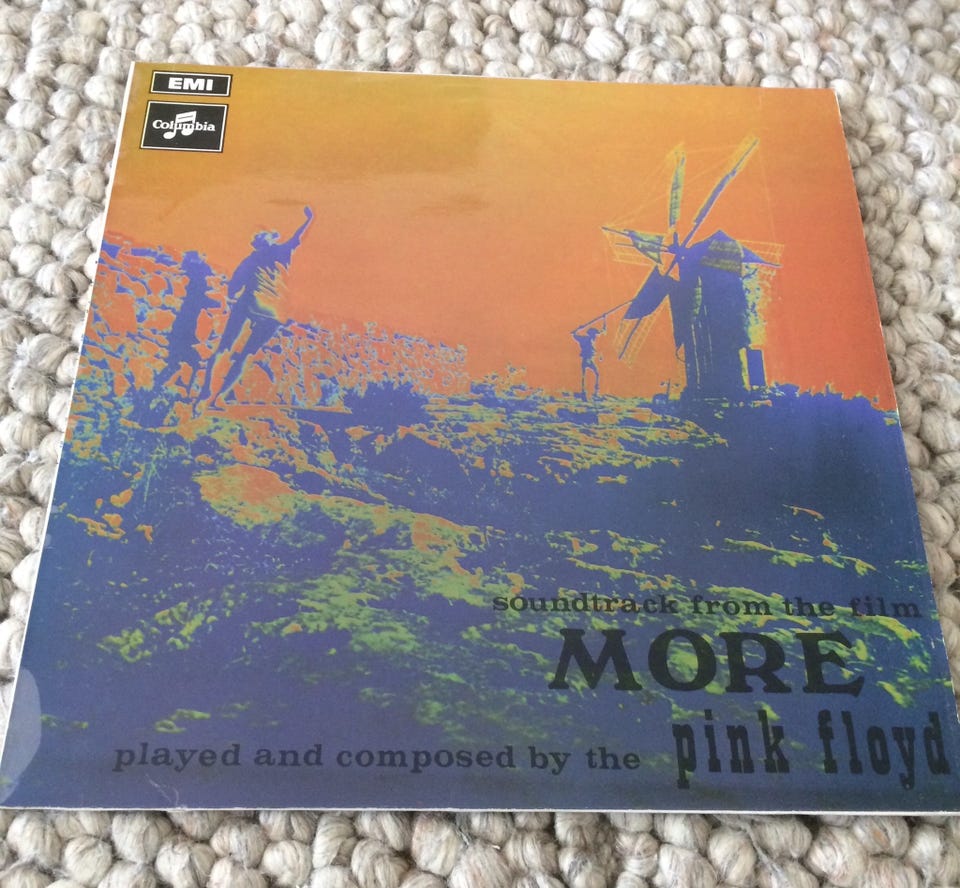 EMI
Columbia
soundtrack from the film
MORE
played and composed by the pink floyd